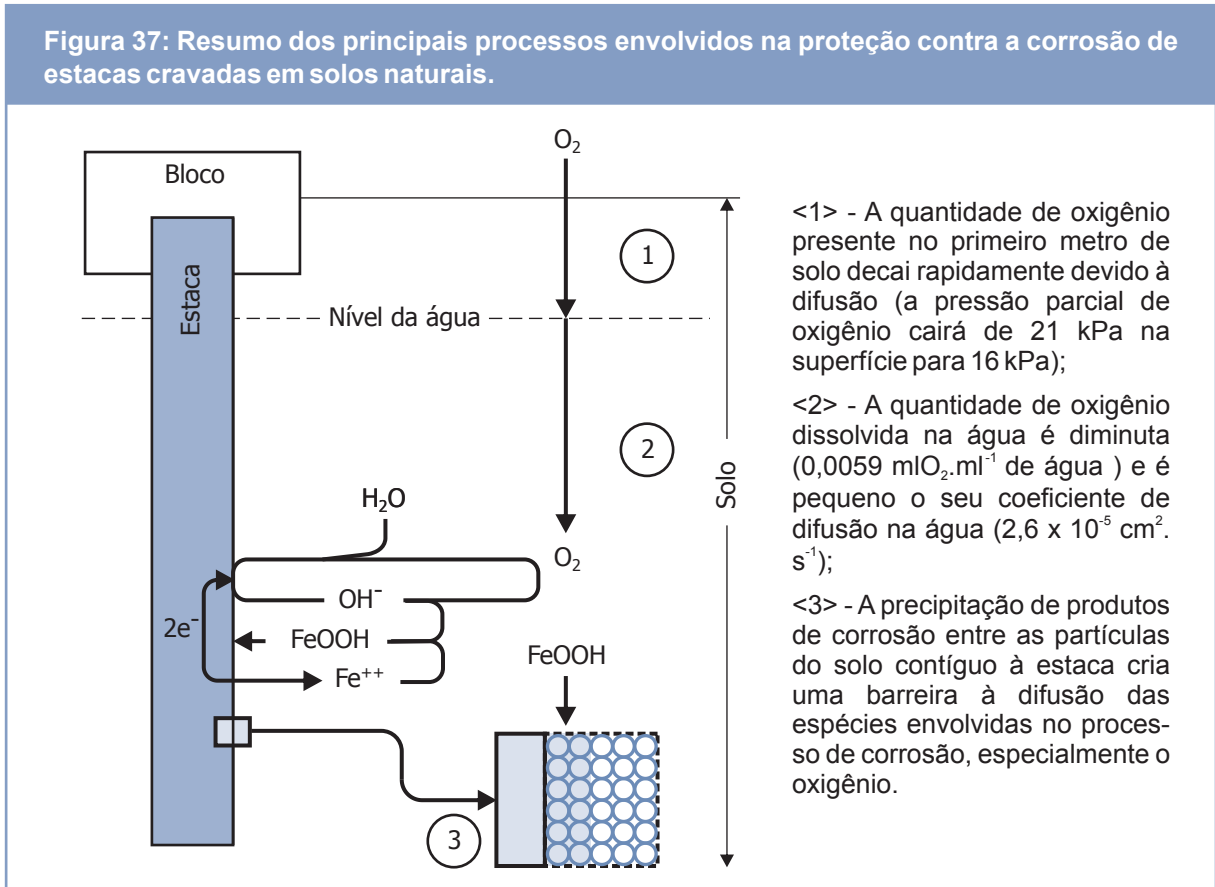 Figura 37: Resumo dos principais processos envolvidos na proteção contra a corrosão de
estacas cravadas em solos naturais.
O₂
Bloco
1
Estaca
Nível da água
2
Solo
H₂O
O₂
OH⁻
2e⁻
FeOOH
Fe⁺⁺
FeOOH
3
<1> - A quantidade de oxigênio
presente no primeiro metro de
solo decai rapidamente devido à
difusão (a pressão parcial de
oxigênio cairá de 21 kPa na
superfície para 16 kPa);
<2> - A quantidade de oxigênio
dissolvida na água é diminuta
(0,0059 mlO₂.ml⁻¹ de água ) e é
pequeno o seu coeficiente de
difusão na água (2,6 x 10⁻⁵ cm².
s⁻¹);
<3> - A precipitação de produtos
de corrosão entre as partículas
do solo contíguo à estaca cria
uma barreira à difusão das
espécies envolvidas no proces-
so de corrosão, especialmente o
oxigênio.